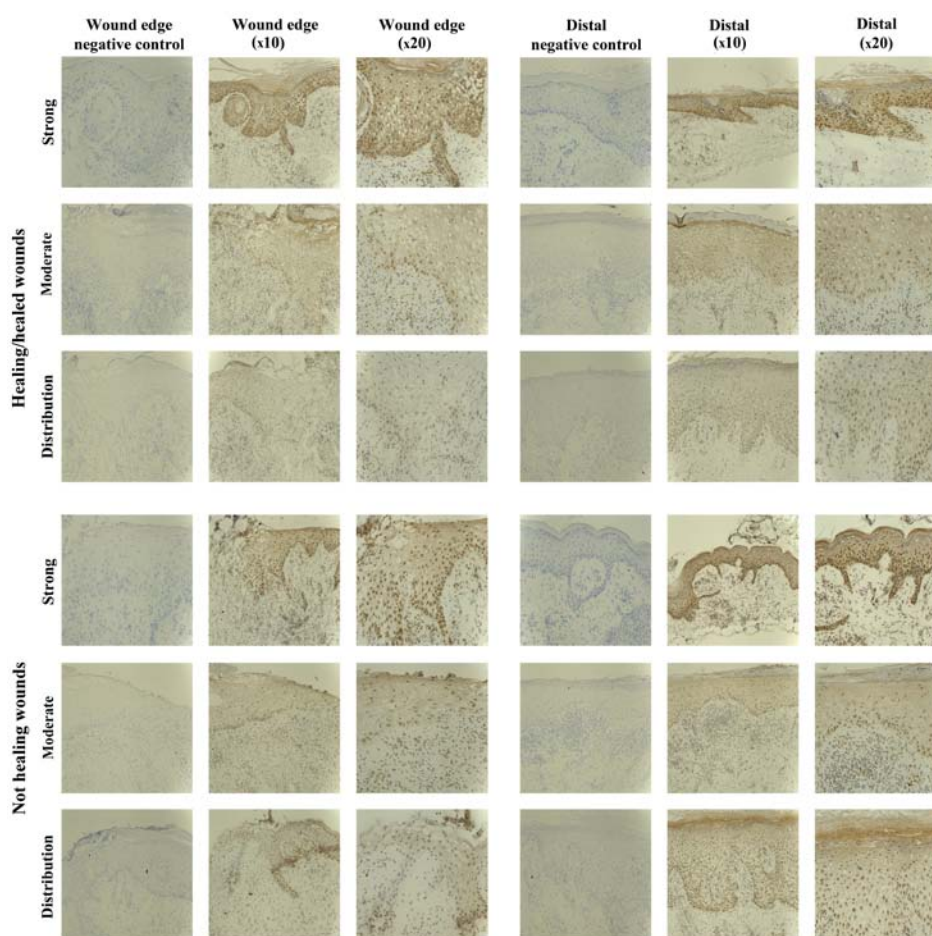 Wound edge
negative control
Wound edge
(x10)
Wound edge
(x20)
Distal
negative control
Distal
(x10)
Distal
(x20)
Healing/healed wounds
Strong
Moderate
Distribution
Not healing wounds
Strong
Moderate
Distribution